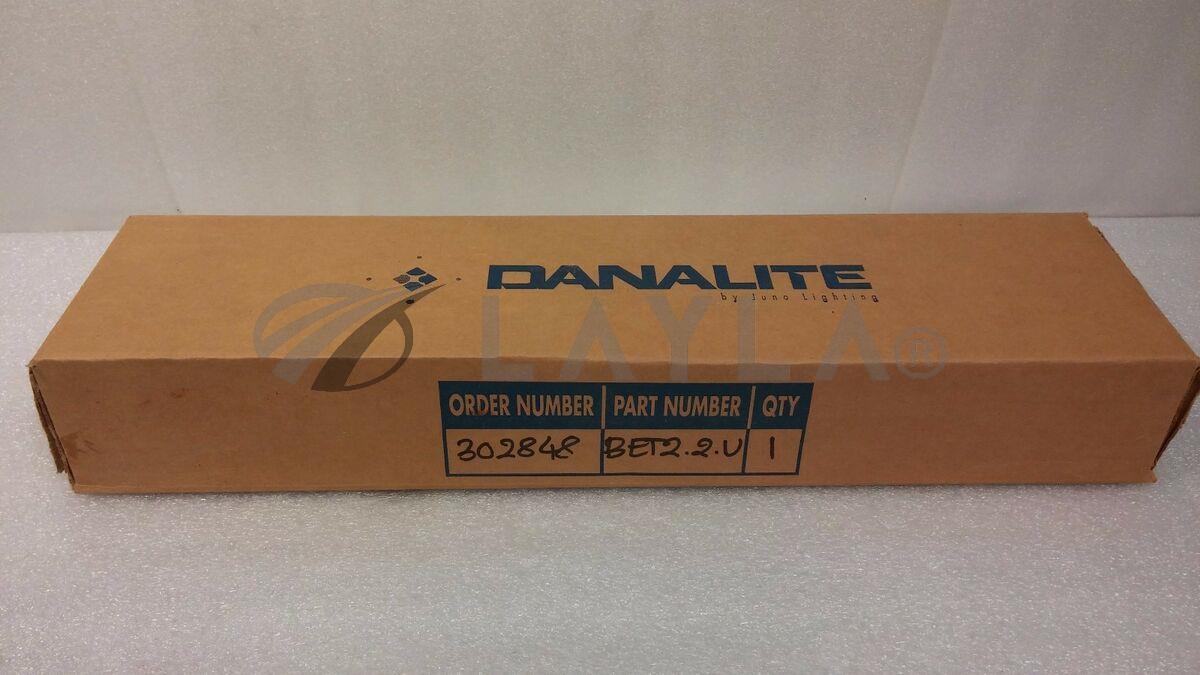 DANALITE
by Juno Lighting
LAYLA®
ORDER NUMBER PART NUMBER QTY
302848 BET2.2.U 1